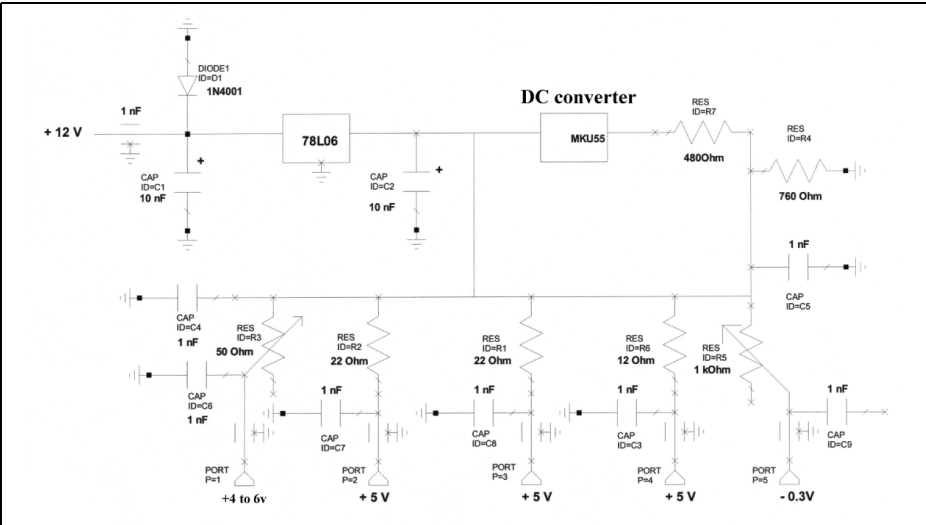 DIODE1
ID=D1
1N4001
1 nF
+ 12 V
+
CAP
ID=C1
10 nF
78L06
CAP
ID=C2
10 nF
+
DC converter
MKU55
RES
ID=R7
480Ohm
RES
ID=R4
760 Ohm
1 nF
CAP
ID=C5
CAP
ID=C4
1 nF
RES
ID=R3
50 Ohm
RES
ID=R2
22 Ohm
RES
ID=R1
22 Ohm
RES
ID=R6
12 Ohm
RES
ID=R5
1 kOhm
CAP
ID=C6
1 nF
1 nF
CAP
ID=C7
1 nF
CAP
ID=C8
1 nF
CAP
ID=C3
1 nF
CAP
ID=C9
PORT
P=1
+4 to 6v
PORT
P=2
+ 5 V
PORT
P=3
+ 5 V
PORT
P=4
+ 5 V
PORT
P=5
- 0.3V